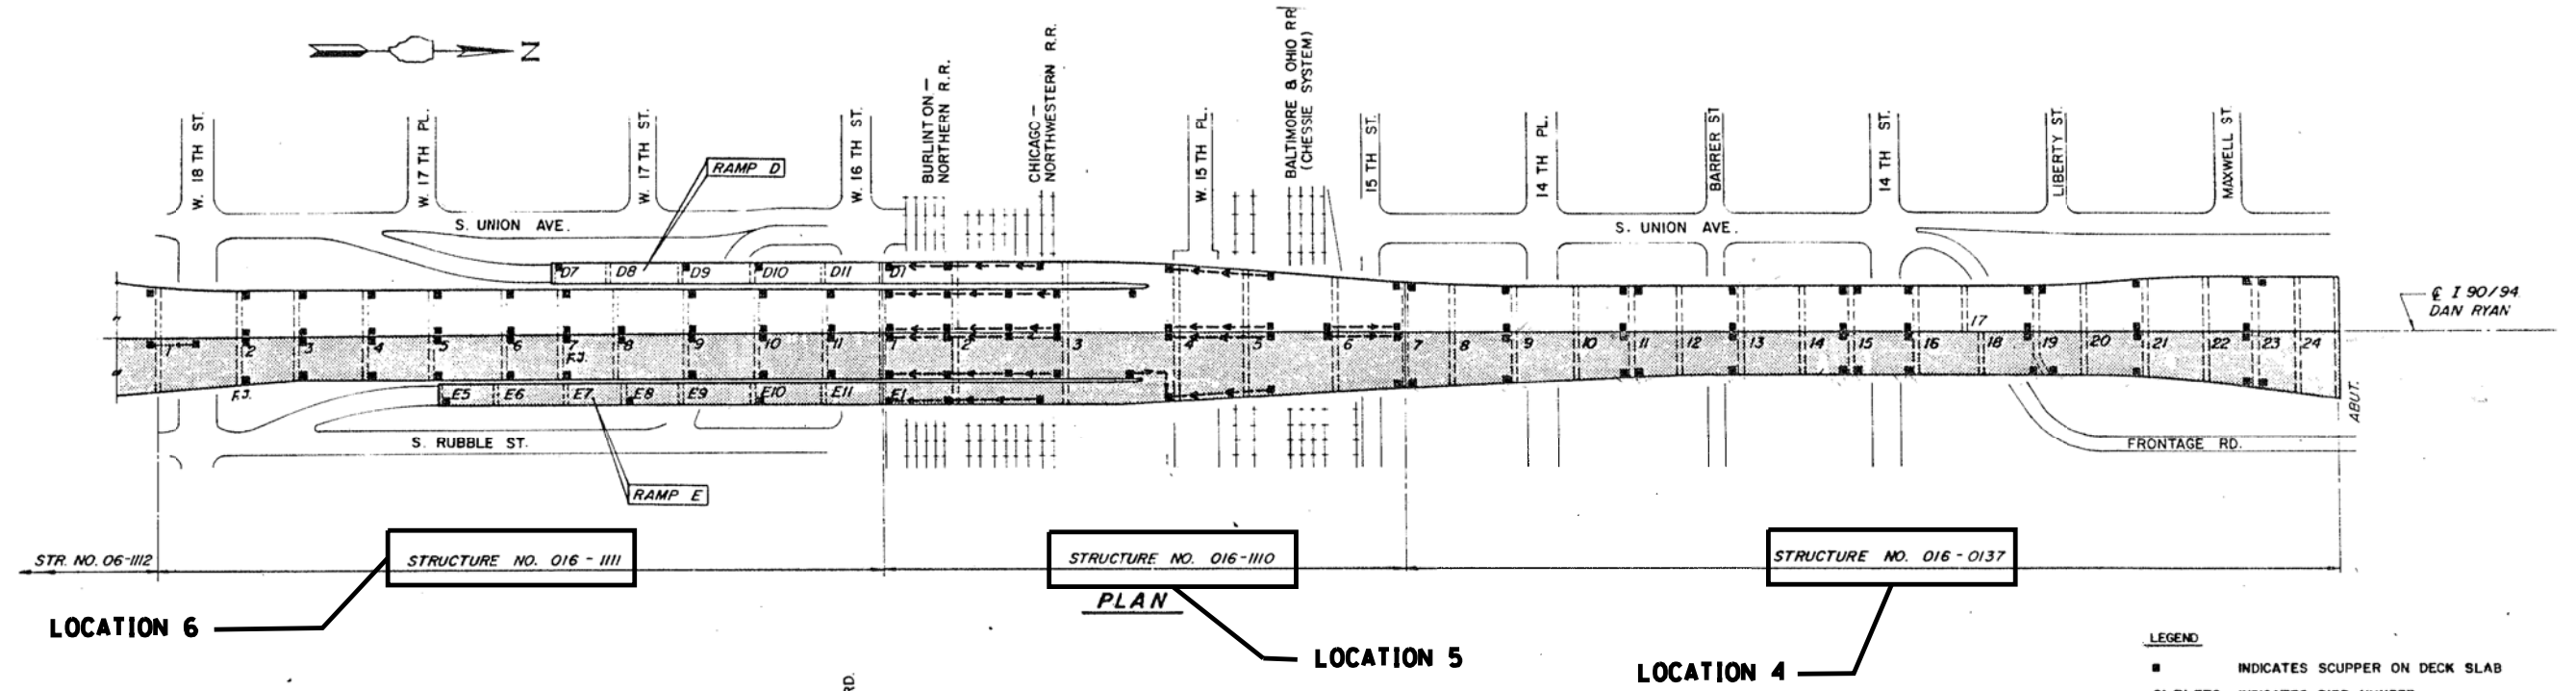 N
W. 18 TH ST.
W. 17 TH PL.
W. 17 TH ST.
W. 16 TH ST.
BURLINTON –
NORTHERN R.R.
CHICAGO –
NORTHWESTERN R.R.
W. 15 TH PL.
BALTIMORE & OHIO RR
(CHESSIE SYSTEM)
15 TH ST.
14 TH PL.
BARRER ST
14 TH ST.
LIBERTY ST.
MAXWELL ST.
RAMP D
S. UNION AVE.
S. UNION AVE.
D7 D8 D9 D10 D11 D1
℄ I 90/94
DAN RYAN
1 2 3 4 5 6 7 8 9 10 11 1 2 3 4 5 6 7 8 9 10 11 12 13 14 15 16 17 18 19 20 21 22 23 24
F.J.
F.J.
E5 E6 E7 E8 E9 E10 E11 E1
ABUT.
S. RUBBLE ST.
FRONTAGE RD.
RAMP E
STR. NO. 06-1112
STRUCTURE NO. 016 - 1111
STRUCTURE NO. 016-1110
STRUCTURE NO. 016-0137
PLAN
LOCATION 6
LOCATION 5
LOCATION 4
LEGEND
■ INDICATES SCUPPER ON DECK SLAB
RD.